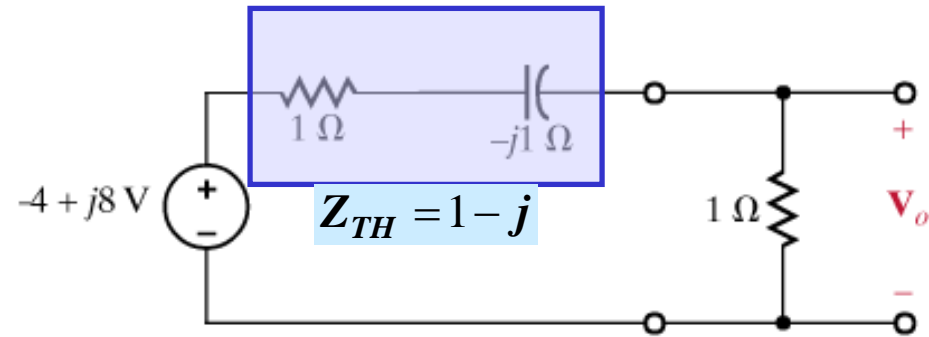 1 Ω
-j1 Ω
-4 + j8 V
+
-
Z_TH = 1 - j
1 Ω
+
V_o
-